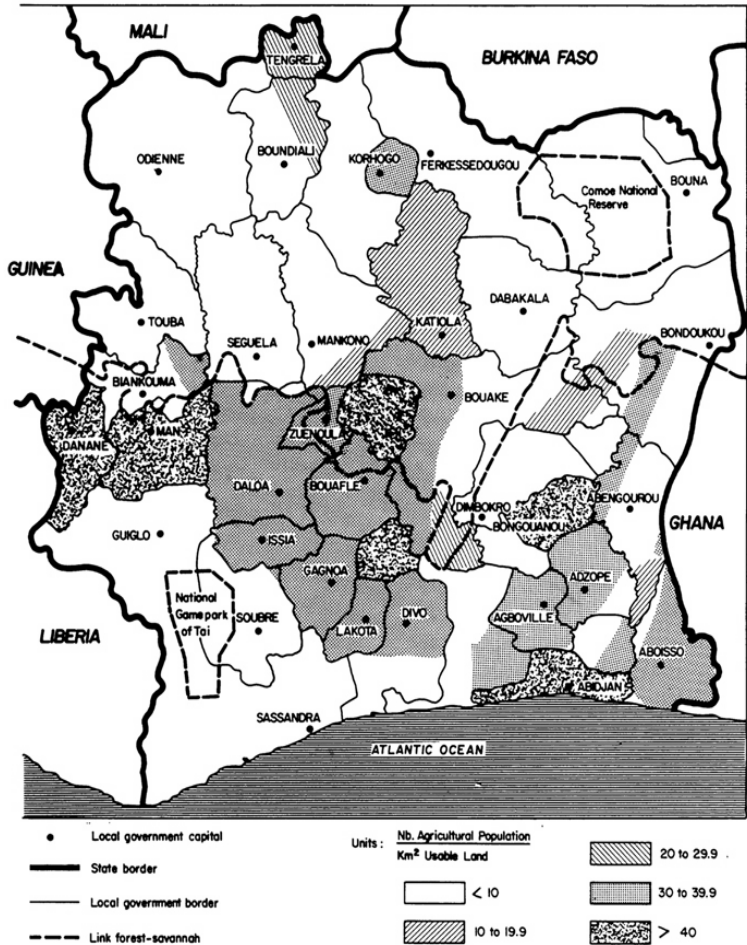 MALI
BURKINA FASO
TENGRELA
ODIENNE
BOUNDIALI
KORHOGO
FERKESSEDOUGOU
BOUNA
Comoe National
Reserve
GUINEA
TOUBA
SEGUELA
MANKONO
KATIOLA
DABAKALA
BONDOUKOU
BIANKOUMA
BOUAKE
DANANE
MAN
ZUENOUL
DALOA
BOUAFLE
DIMBOKRO
BONGOUANOU
ABENGOUROU
GHANA
GUIGLO
ISSIA
GAGNOA
ADZOPE
National
Gamepark
of Tai
SOUBRE
LAKOTA
DIVO
AGBOVILLE
LIBERIA
ABOISSO
ABIDJAN
SASSANDRA
ATLANTIC OCEAN
Local government capital
State border
Local government border
Link forest-savannah
Units : Nb. Agricultural Population
Km² Usable Land
< 10
10 to 19.9
20 to 29.9
30 to 39.9
> 40